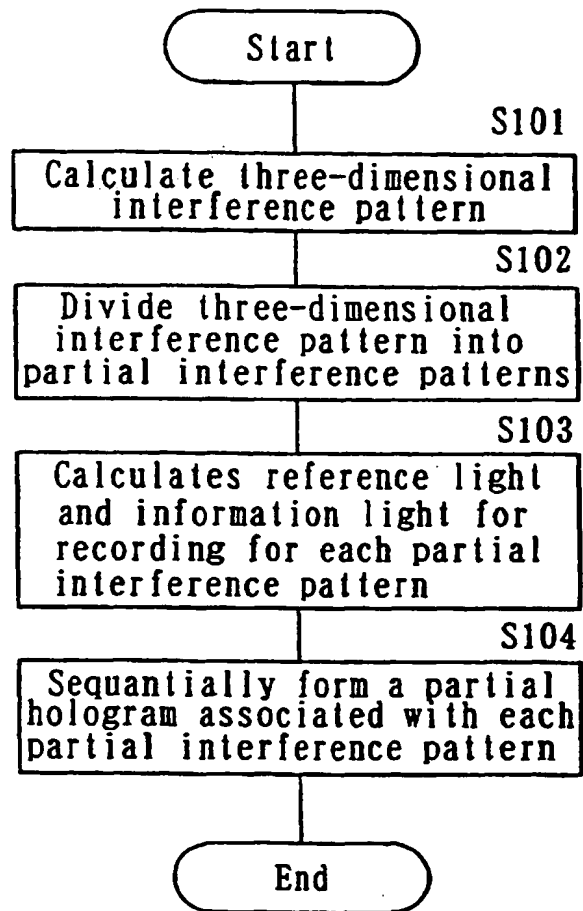 Start
S101
Calculate three-dimensional
interference pattern
S102
Divide three-dimensional
interference pattern into
partial interference patterns
S103
Calculates reference light
and information light for
recording for each partial
interference pattern
S104
Sequantially form a partial
hologram associated with each
partial interference pattern
End